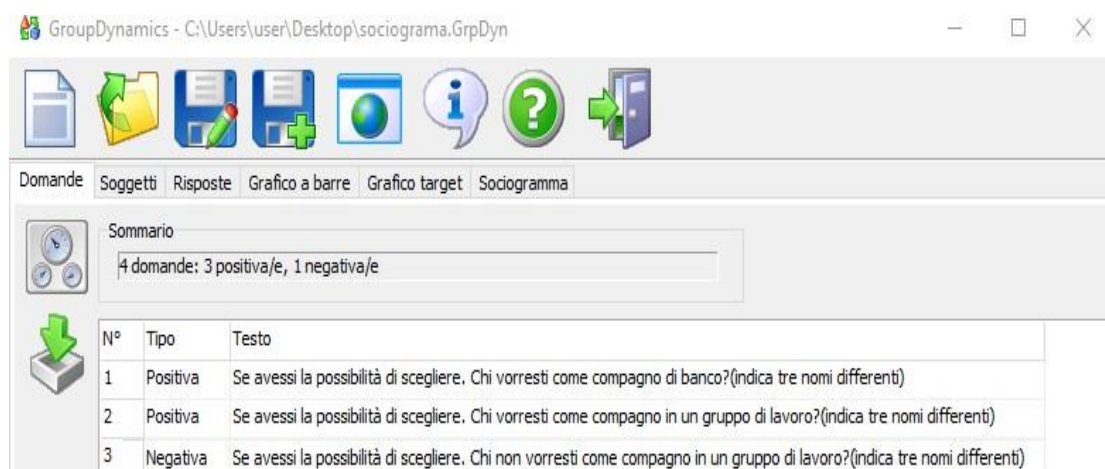 GroupDynamics - C:\Users\user\Desktop\sociograma.GrpDyn
Domande Soggetti Risposte Grafico a barre Grafico target Sociogramma
Sommario
4 domande: 3 positiva/e, 1 negativa/e
N° Tipo Testo
1 Positiva Se avessi la possibilità di scegliere. Chi vorresti come compagno di banco?(indica tre nomi differenti)
2 Positiva Se avessi la possibilità di scegliere. Chi vorresti come compagno in un gruppo di lavoro?(indica tre nomi differenti)
3 Negativa Se avessi la possibilità di scegliere. Chi non vorresti come compagno in un gruppo di lavoro?(indica tre nomi differenti)